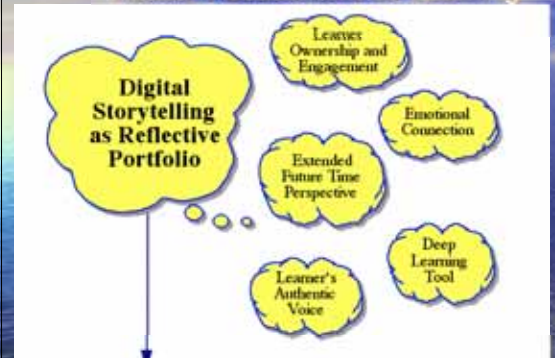 Digital
Storytelling
as Reflective
Portfolio
Learner
Ownership and
Engagement
Emotional
Connection
Extended
Future Time
Perspective
Deep
Learning
Tool
Learner's
Authentic
Voice